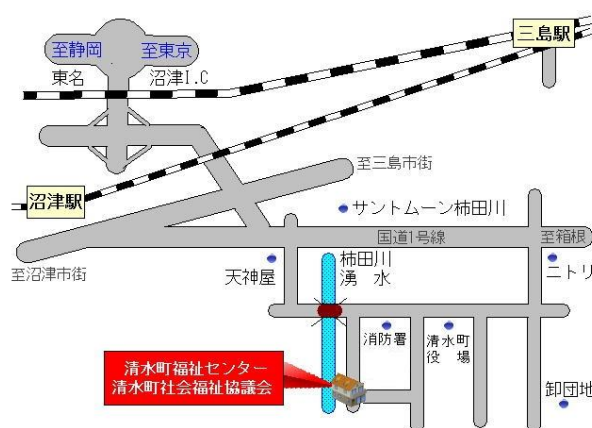 三島駅
至静岡
至東京
東名
沼津I.C
至三島市街
沼津駅
サントムーン柿田川
国道1号線
至箱根
至沼津市街
天神屋
柿田川
湧水
ニトリ
消防署
清水町
役場
清水町福祉センター
清水町社会福祉協議会
卸団地